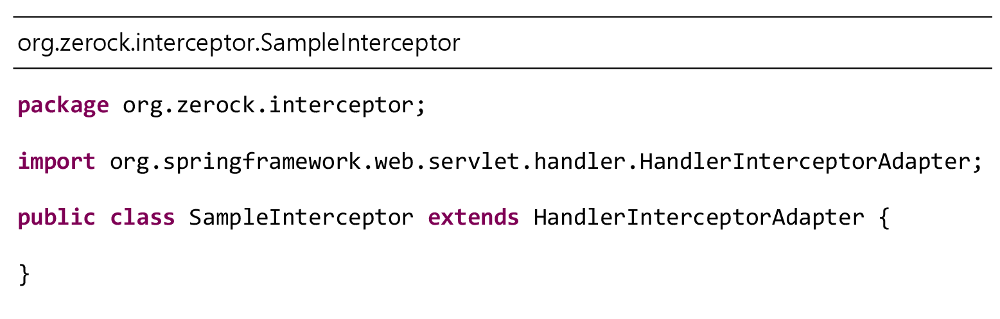 org.zerock.interceptor.SampleInterceptor
package org.zerock.interceptor;
import org.springframework.web.servlet.handler.HandlerInterceptorAdapter;
public class SampleInterceptor extends HandlerInterceptorAdapter {
}